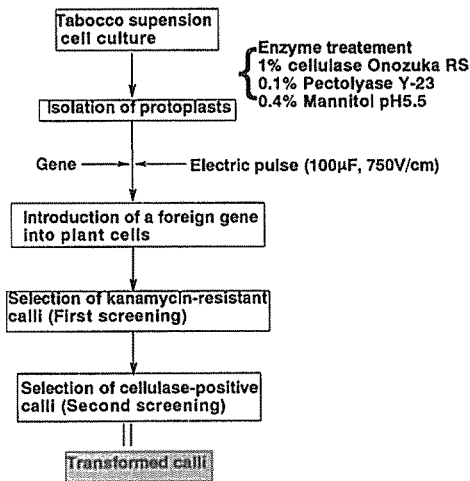 Tabocco supension
cell culture
Enzyme treatement
1% cellulase Onozuka RS
0.1% Pectolyase Y-23
0.4% Mannitol pH5.5
Isolation of protoplasts
Gene
Electric pulse (100μF, 750V/cm)
Introduction of a foreign gene
into plant cells
Selection of kanamycin-resistant
calli (First screening)
Selection of cellulase-positive
calli (Second screening)
Transformed calli